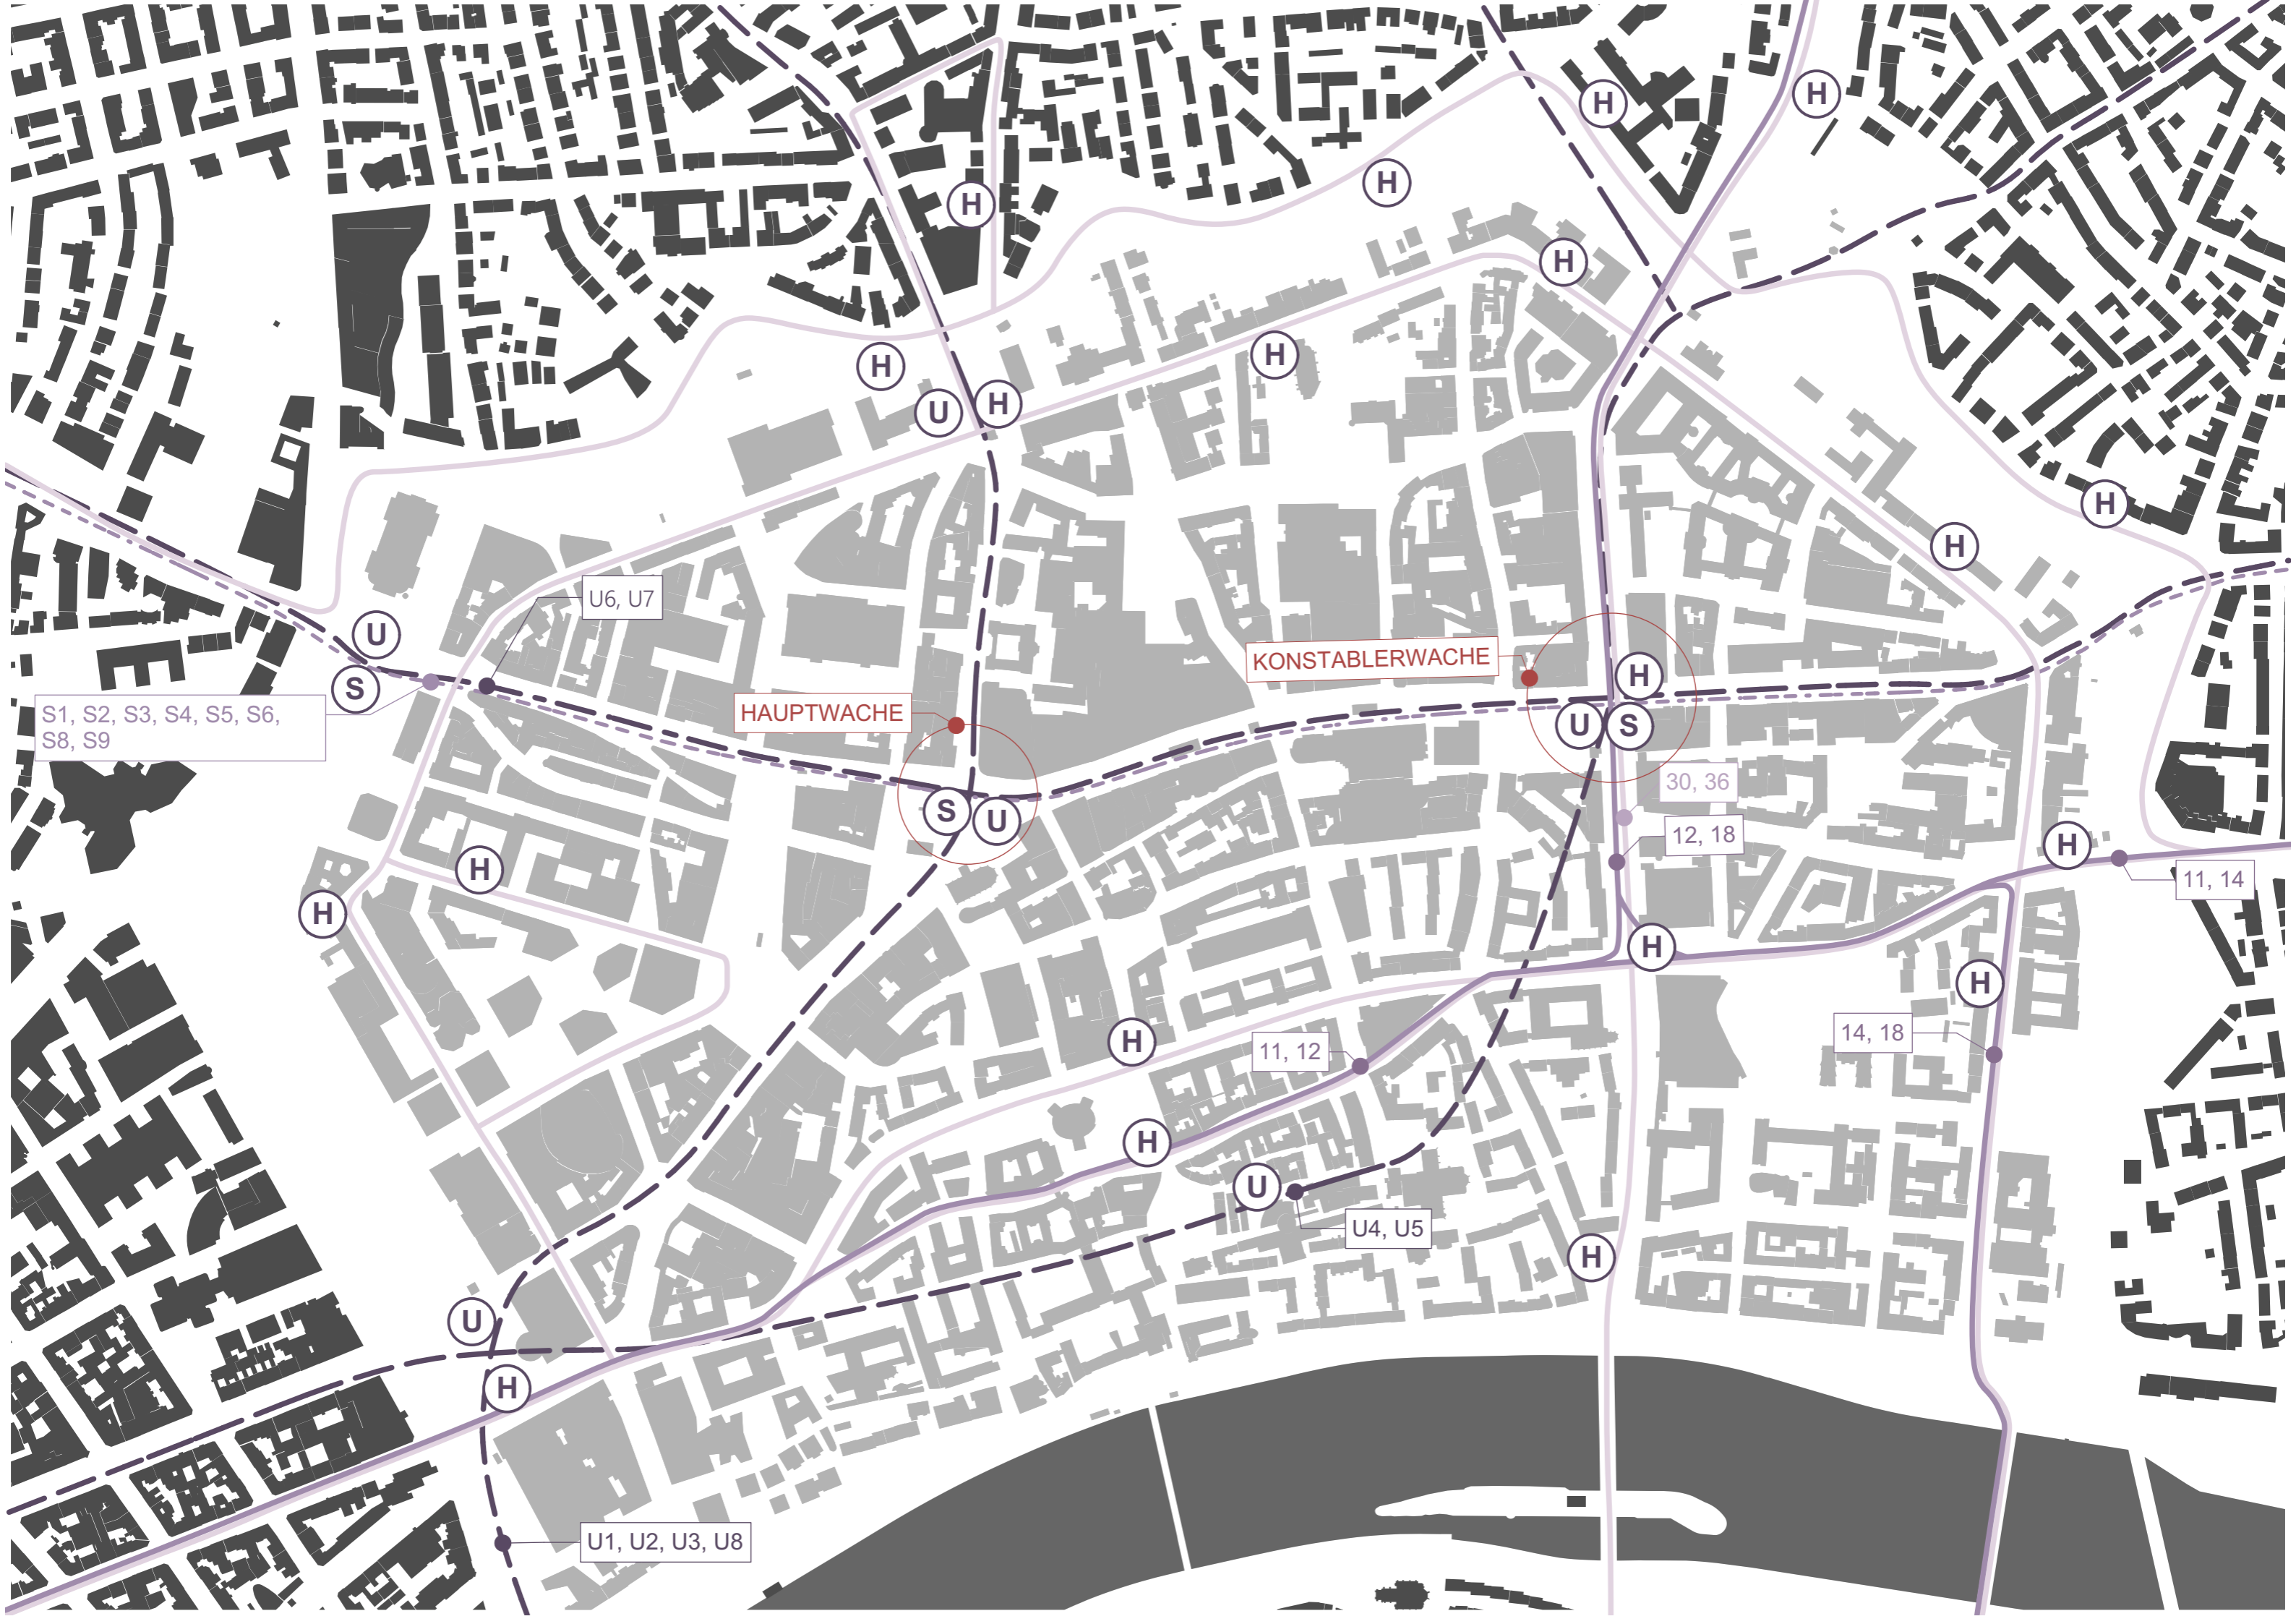 H
H
H
H
H
H
H
U
H
H
H
U6, U7
U
S
S1, S2, S3, S4, S5, S6,
S8, S9
KONSTABLERWACHE
HAUPTWACHE
H
U
S
S
U
30, 36
12, 18
H
11, 14
H
H
H
H
14, 18
H
11, 12
H
U
U4, U5
H
U
H
U1, U2, U3, U8